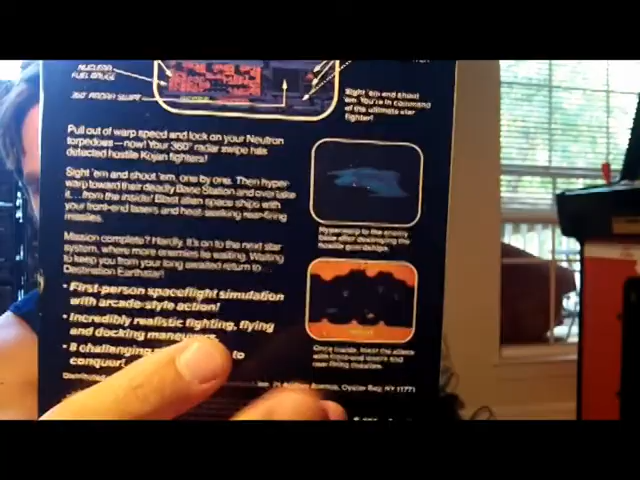 NUCLEAR
FUEL GAUGE
360° RADAR SWIPE
Sight 'em and shoot
'em. You're in command
of the ultimate star
fighter!
Pull out of warp speed and lock on your Neutron
torpedoes—now! Your 360° radar swipe has
detected hostile Kojan fighters!
Sight 'em and shoot 'em, one by one. Then hyper-
warp toward their deadly Base Station and overtake
it...from the inside! Blast alien space ships with
your front-end lasers and heat seeking rear-firing
missiles.
Hyperwarp to the enemy
base after destroying the
hostile gun-ships.
Mission complete? Hardly. It's on to the next star
system, where more enemies lie waiting. Waiting
to keep you from your long awaited return to
Destination Earthstar!
• First-person spaceflight simulation
with arcade-style action!
• Incredibly realistic fighting, flying
and docking maneuvers
• 8 challenging to
conquer!
Once inside, blast the aliens
with front-end lasers and
rear firing missiles.
Distributed Inc. 71 Audrey Avenue, Oyster Bay, NY 11771